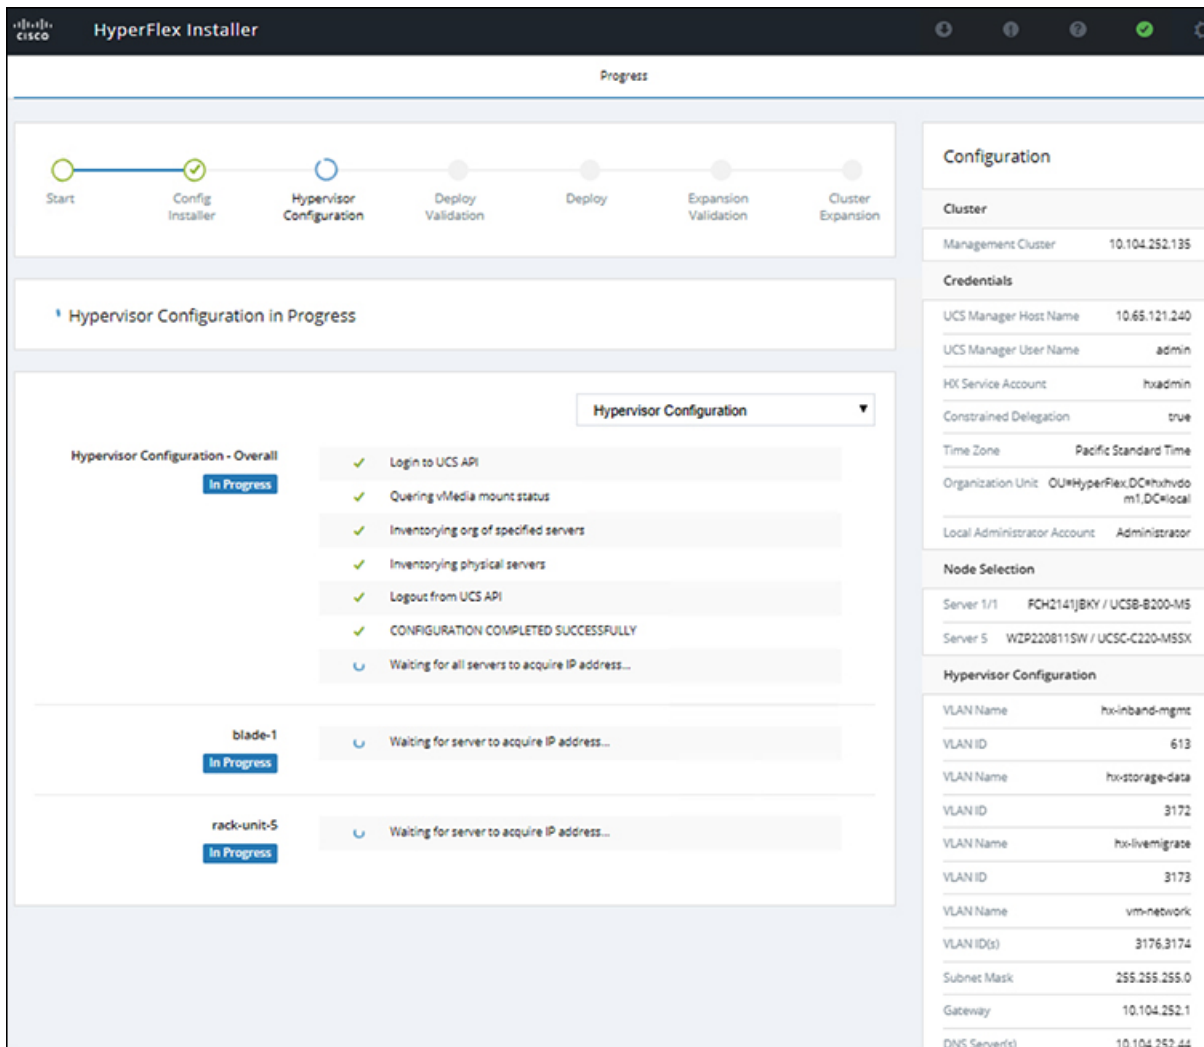 cisco
HyperFlex Installer
Progress
Start
Config Installer
Hypervisor Configuration
Deploy Validation
Deploy
Expansion Validation
Cluster Expansion
Hypervisor Configuration in Progress
Hypervisor Configuration
Hypervisor Configuration - Overall
In Progress
Login to UCS API
Quering vMedia mount status
Inventorying org of specified servers
Inventorying physical servers
Logout from UCS API
CONFIGURATION COMPLETED SUCCESSFULLY
Waiting for all servers to acquire IP address...
blade-1
In Progress
Waiting for server to acquire IP address...
rack-unit-5
In Progress
Waiting for server to acquire IP address...
Configuration
Cluster
Management Cluster 10.104.252.135
Credentials
UCS Manager Host Name 10.65.121.240
UCS Manager User Name admin
HX Service Account hxadmin
Constrained Delegation true
Time Zone Pacific Standard Time
Organization Unit OU=HyperFlex,DC=hxhvdo
m1,DC=local
Local Administrator Account Administrator
Node Selection
Server 1/1 FCH2141JBKY / UCSB-B200-M5
Server 5 WZP220811SW / UCSC-C220-M5SX
Hypervisor Configuration
VLAN Name hx-inband-mgmt
VLAN ID 613
VLAN Name hx-storage-data
VLAN ID 3172
VLAN Name hx-livemigrate
VLAN ID 3173
VLAN Name vm-network
VLAN ID(s) 3176,3174
Subnet Mask 255.255.255.0
Gateway 10.104.252.1
DNS Server(s) 10.104.252.44